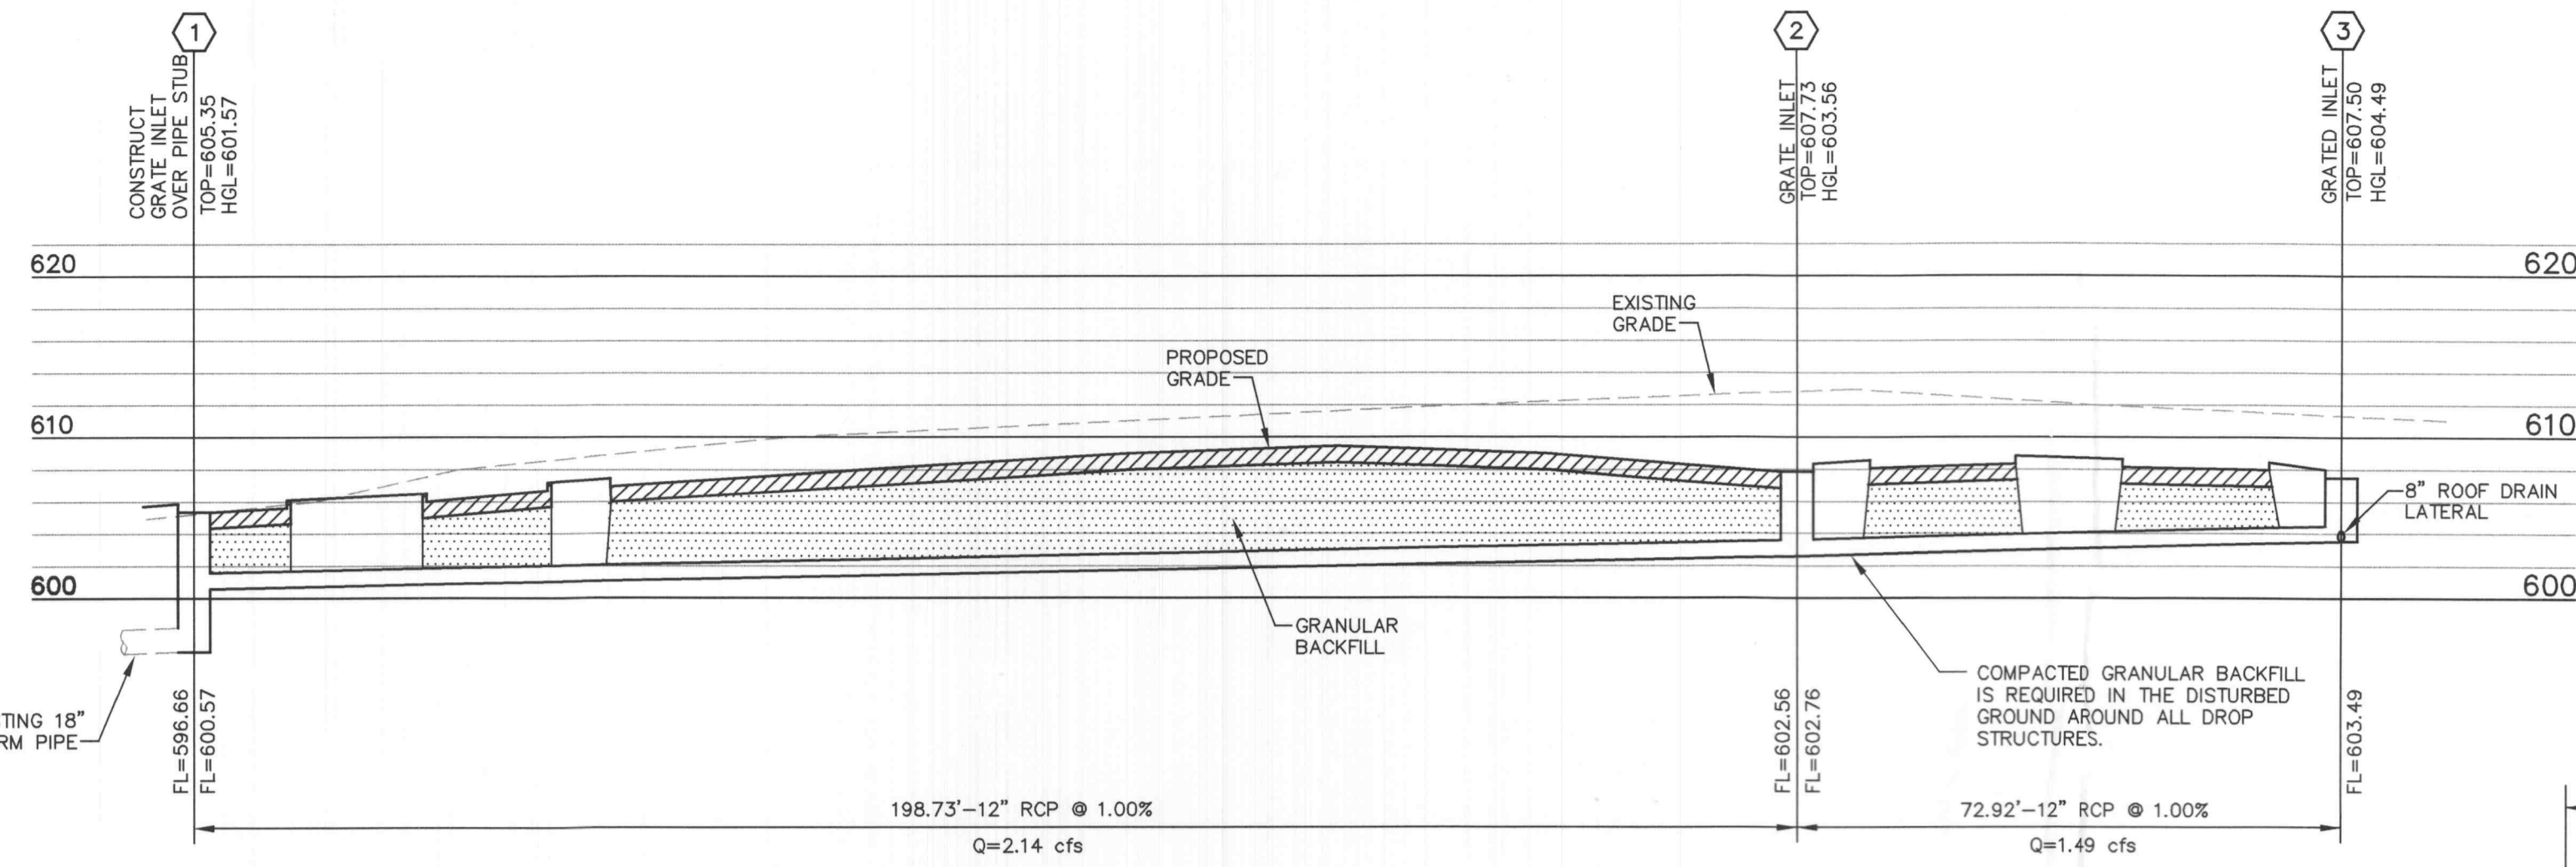 1
CONSTRUCT
GRATE INLET
OVER PIPE STUB
TOP=605.35
HGL=601.57
2
GRATE INLET
TOP=607.73
HGL=603.56
3
GRATED INLET
TOP=607.50
HGL=604.49
620
620
EXISTING
GRADE
PROPOSED
GRADE
610
610
8" ROOF DRAIN
LATERAL
600
600
GRANULAR
BACKFILL
COMPACTED GRANULAR BACKFILL
IS REQUIRED IN THE DISTURBED
GROUND AROUND ALL DROP
STRUCTURES.
TING 18"
RM PIPE
FL=596.66
FL=600.57
FL=602.56
FL=602.76
FL=603.49
198.73'-12" RCP @ 1.00%
Q=2.14 cfs
72.92'-12" RCP @ 1.00%
Q=1.49 cfs